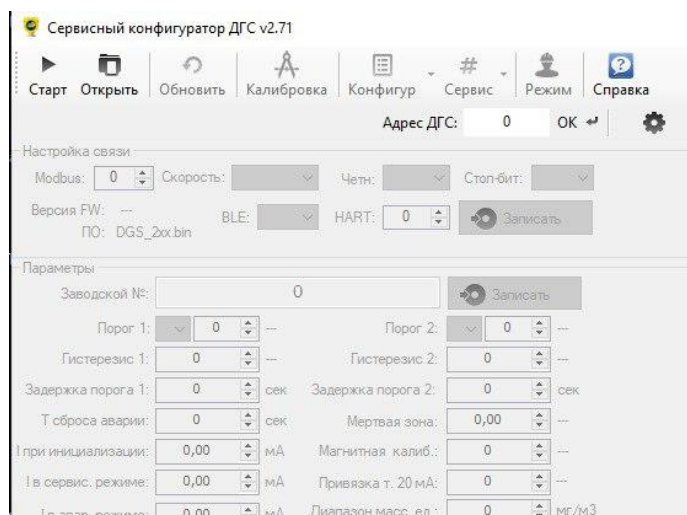 Сервисный конфигуратор ДГС v2.71
Старт Открыть Обновить Калибровка Конфигур Сервис Режим Справка
Адрес ДГС: 0 OK
Настройка связи
Modbus: 0 Скорость: Четн: Стоп-бит:
Версия FW: ---
BLE: HART: 0 Записать
ПО: DGS_2xx.bin
Параметры
Заводской №: 0 Записать
Порог 1: 0 --- Порог 2: 0 ---
Гистерезис 1: 0 --- Гистерезис 2: 0 ---
Задержка порога 1: 0 сек Задержка порога 2: 0 сек
Т сброса аварии: 0 сек Мертвая зона: 0,00 ---
I при инициализации: 0,00 мА Магнитная калиб.: 0 ---
I в сервис. режиме: 0,00 мА Привязка т. 20 мА: 0 ---
I в авар. режиме: 0,00 мА Диапазон масс. ед.: 0 мг/м3